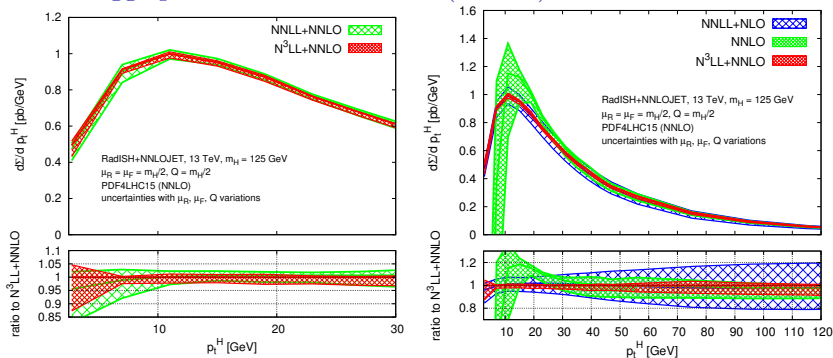 1.2
1
0.8
0.6
0.4
0.2
0
dΣ/d p_t^H [pb/GeV]
NNLL+NNLO
N³LL+NNLO
RadISH+NNLOJET, 13 TeV, m_H = 125 GeV
μ_R = μ_F = m_H/2, Q = m_H/2
PDF4LHC15 (NNLO)
uncertainties with μ_R, μ_F, Q variations
ratio to N³LL+NNLO
1.1
1.05
1
0.95
0.9
0.85
10
20
30
p_t^H [GeV]
1.6
1.4
1.2
1
0.8
0.6
0.4
0.2
0
dΣ/d p_t^H [pb/GeV]
NNLL+NLO
NNLO
N³LL+NNLO
RadISH+NNLOJET, 13 TeV, m_H = 125 GeV
μ_R = μ_F = m_H/2, Q = m_H/2
PDF4LHC15 (NNLO)
uncertainties with μ_R, μ_F, Q variations
ratio to N³LL+NNLO
1.2
1
0.8
10 20 30 40 50 60 70 80 90 100 110 120
p_t^H [GeV]